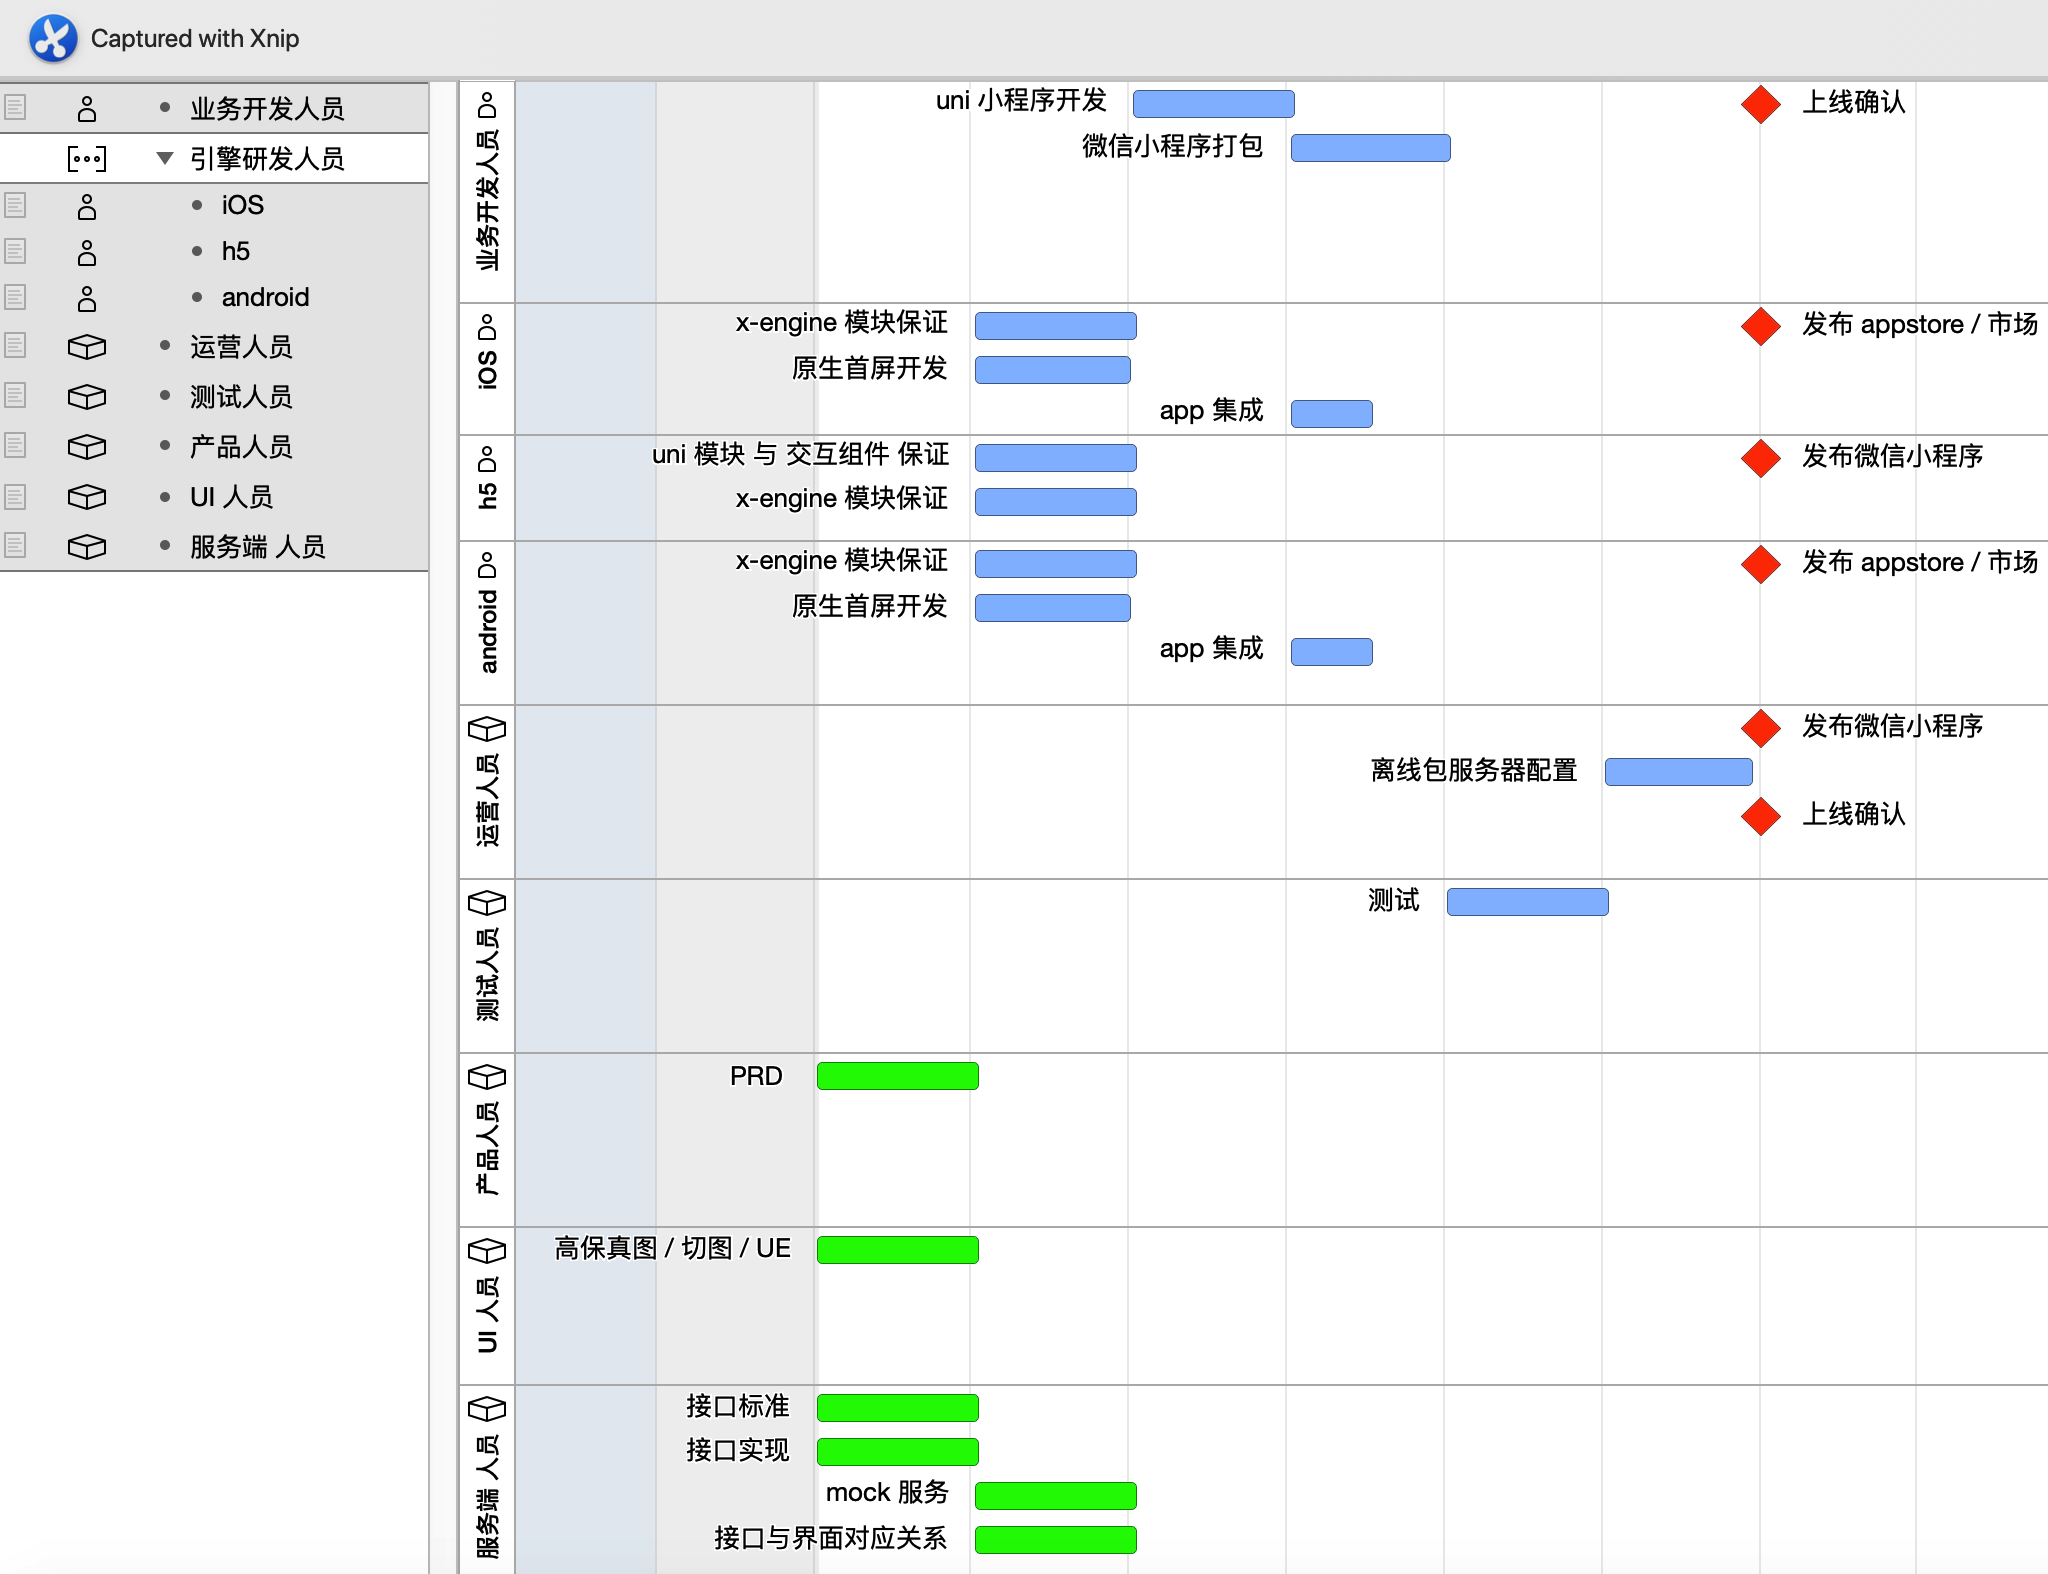 Captured with Xnip
业务开发人员
引擎研发人员
iOS
h5
android
运营人员
测试人员
产品人员
UI 人员
服务端 人员
业务开发人员
uni 小程序开发
上线确认
微信小程序打包
iOS
x-engine 模块保证
发布 appstore / 市场
原生首屏开发
app 集成
h5
uni 模块 与 交互组件 保证
发布微信小程序
x-engine 模块保证
android
x-engine 模块保证
发布 appstore / 市场
原生首屏开发
app 集成
运营人员
发布微信小程序
离线包服务器配置
上线确认
测试人员
测试
产品人员
PRD
UI 人员
高保真图 / 切图 / UE
服务端 人员
接口标准
接口实现
mock 服务
接口与界面对应关系